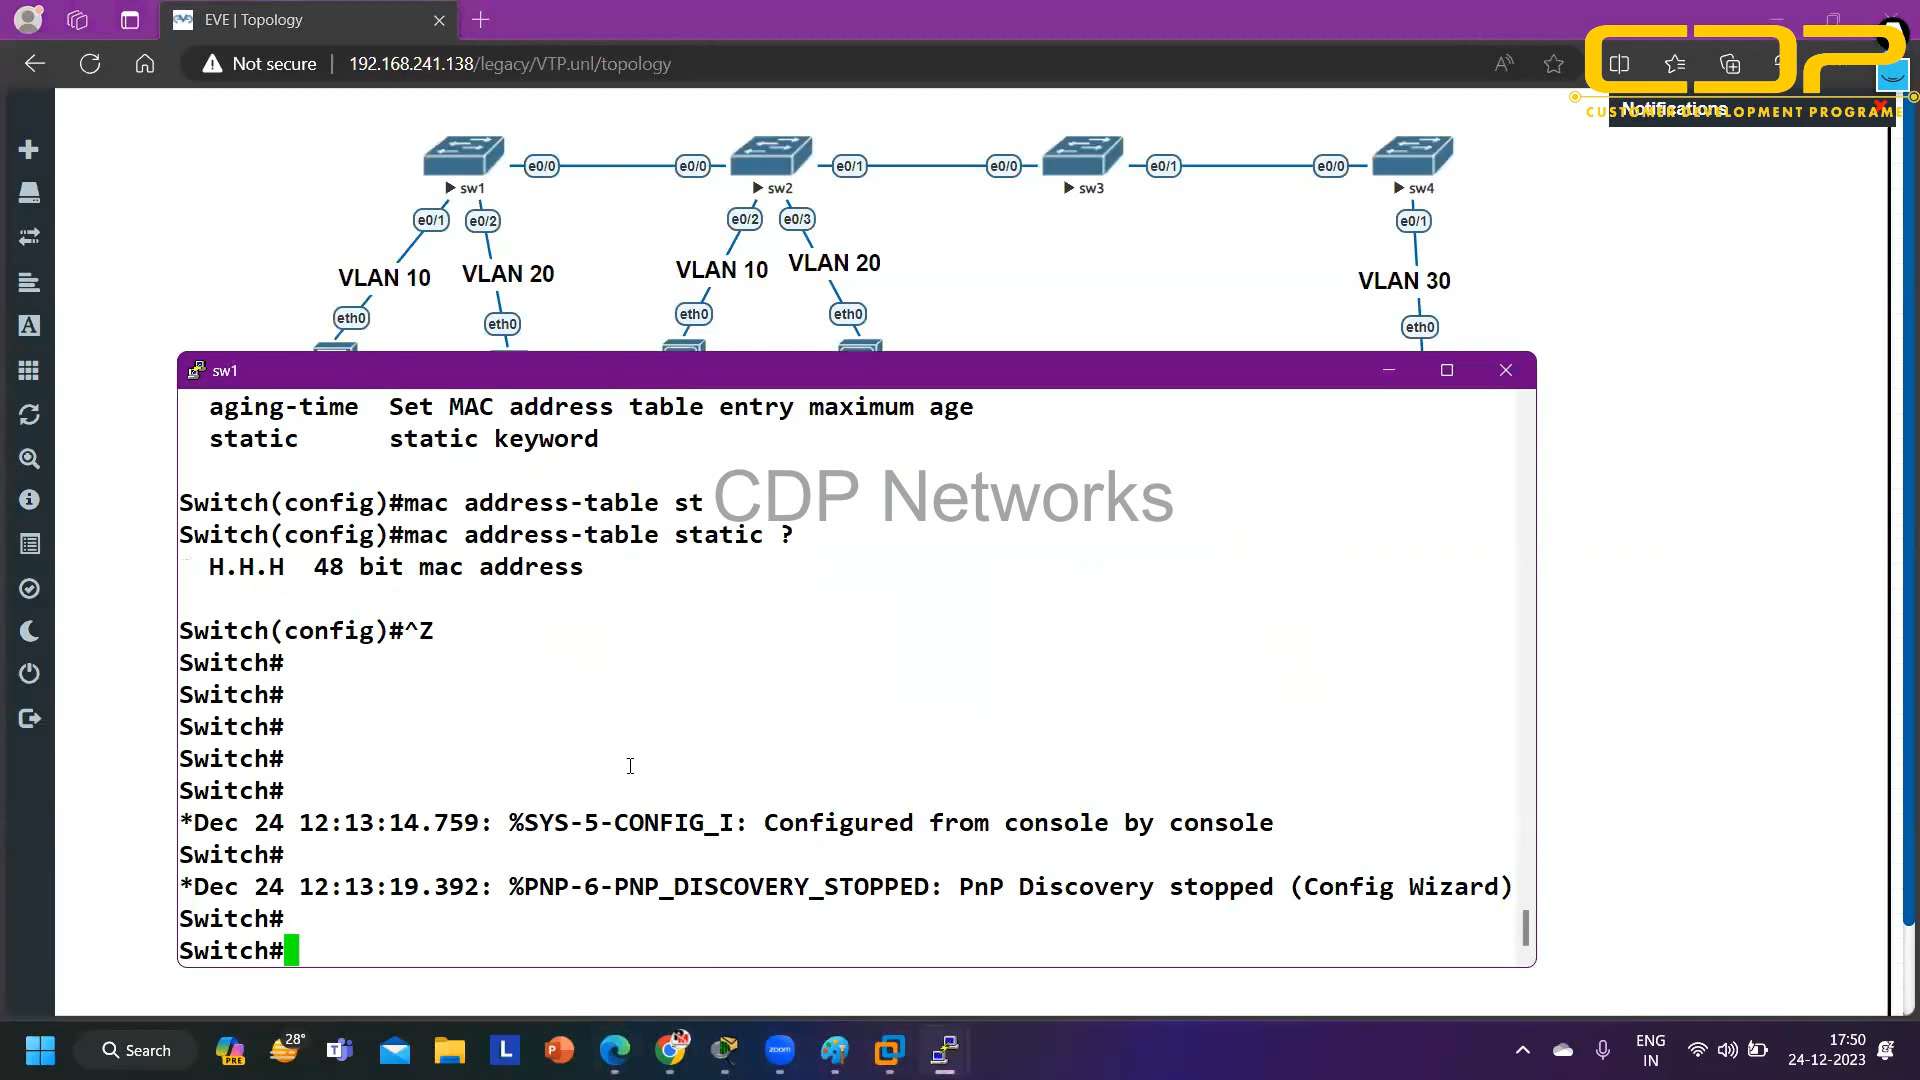 EVE | Topology
Not secure
192.168.241.138/legacy/VTP.unl/topology
CDP
CUSTOMER DEVELOPMENT PROGRAME
Notifications
e0/0
e0/0
e0/1
e0/0
e0/1
e0/0
sw1
sw2
sw3
sw4
e0/1
e0/2
e0/2
e0/3
e0/1
VLAN 10
VLAN 20
VLAN 10
VLAN 20
VLAN 30
eth0
eth0
eth0
eth0
eth0
sw1
aging-time  Set MAC address table entry maximum age
static      static keyword
CDP Networks
Switch(config)#mac address-table st
Switch(config)#mac address-table static ?
H.H.H  48 bit mac address
Switch(config)#^Z
Switch#
Switch#
Switch#
Switch#
Switch#
*Dec 24 12:13:14.759: %SYS-5-CONFIG_I: Configured from console by console
Switch#
*Dec 24 12:13:19.392: %PNP-6-PNP_DISCOVERY_STOPPED: PnP Discovery stopped (Config Wizard)
Switch#
Switch#
Search
PRE
28°
zoom
ENG
IN
17:50
24-12-2023